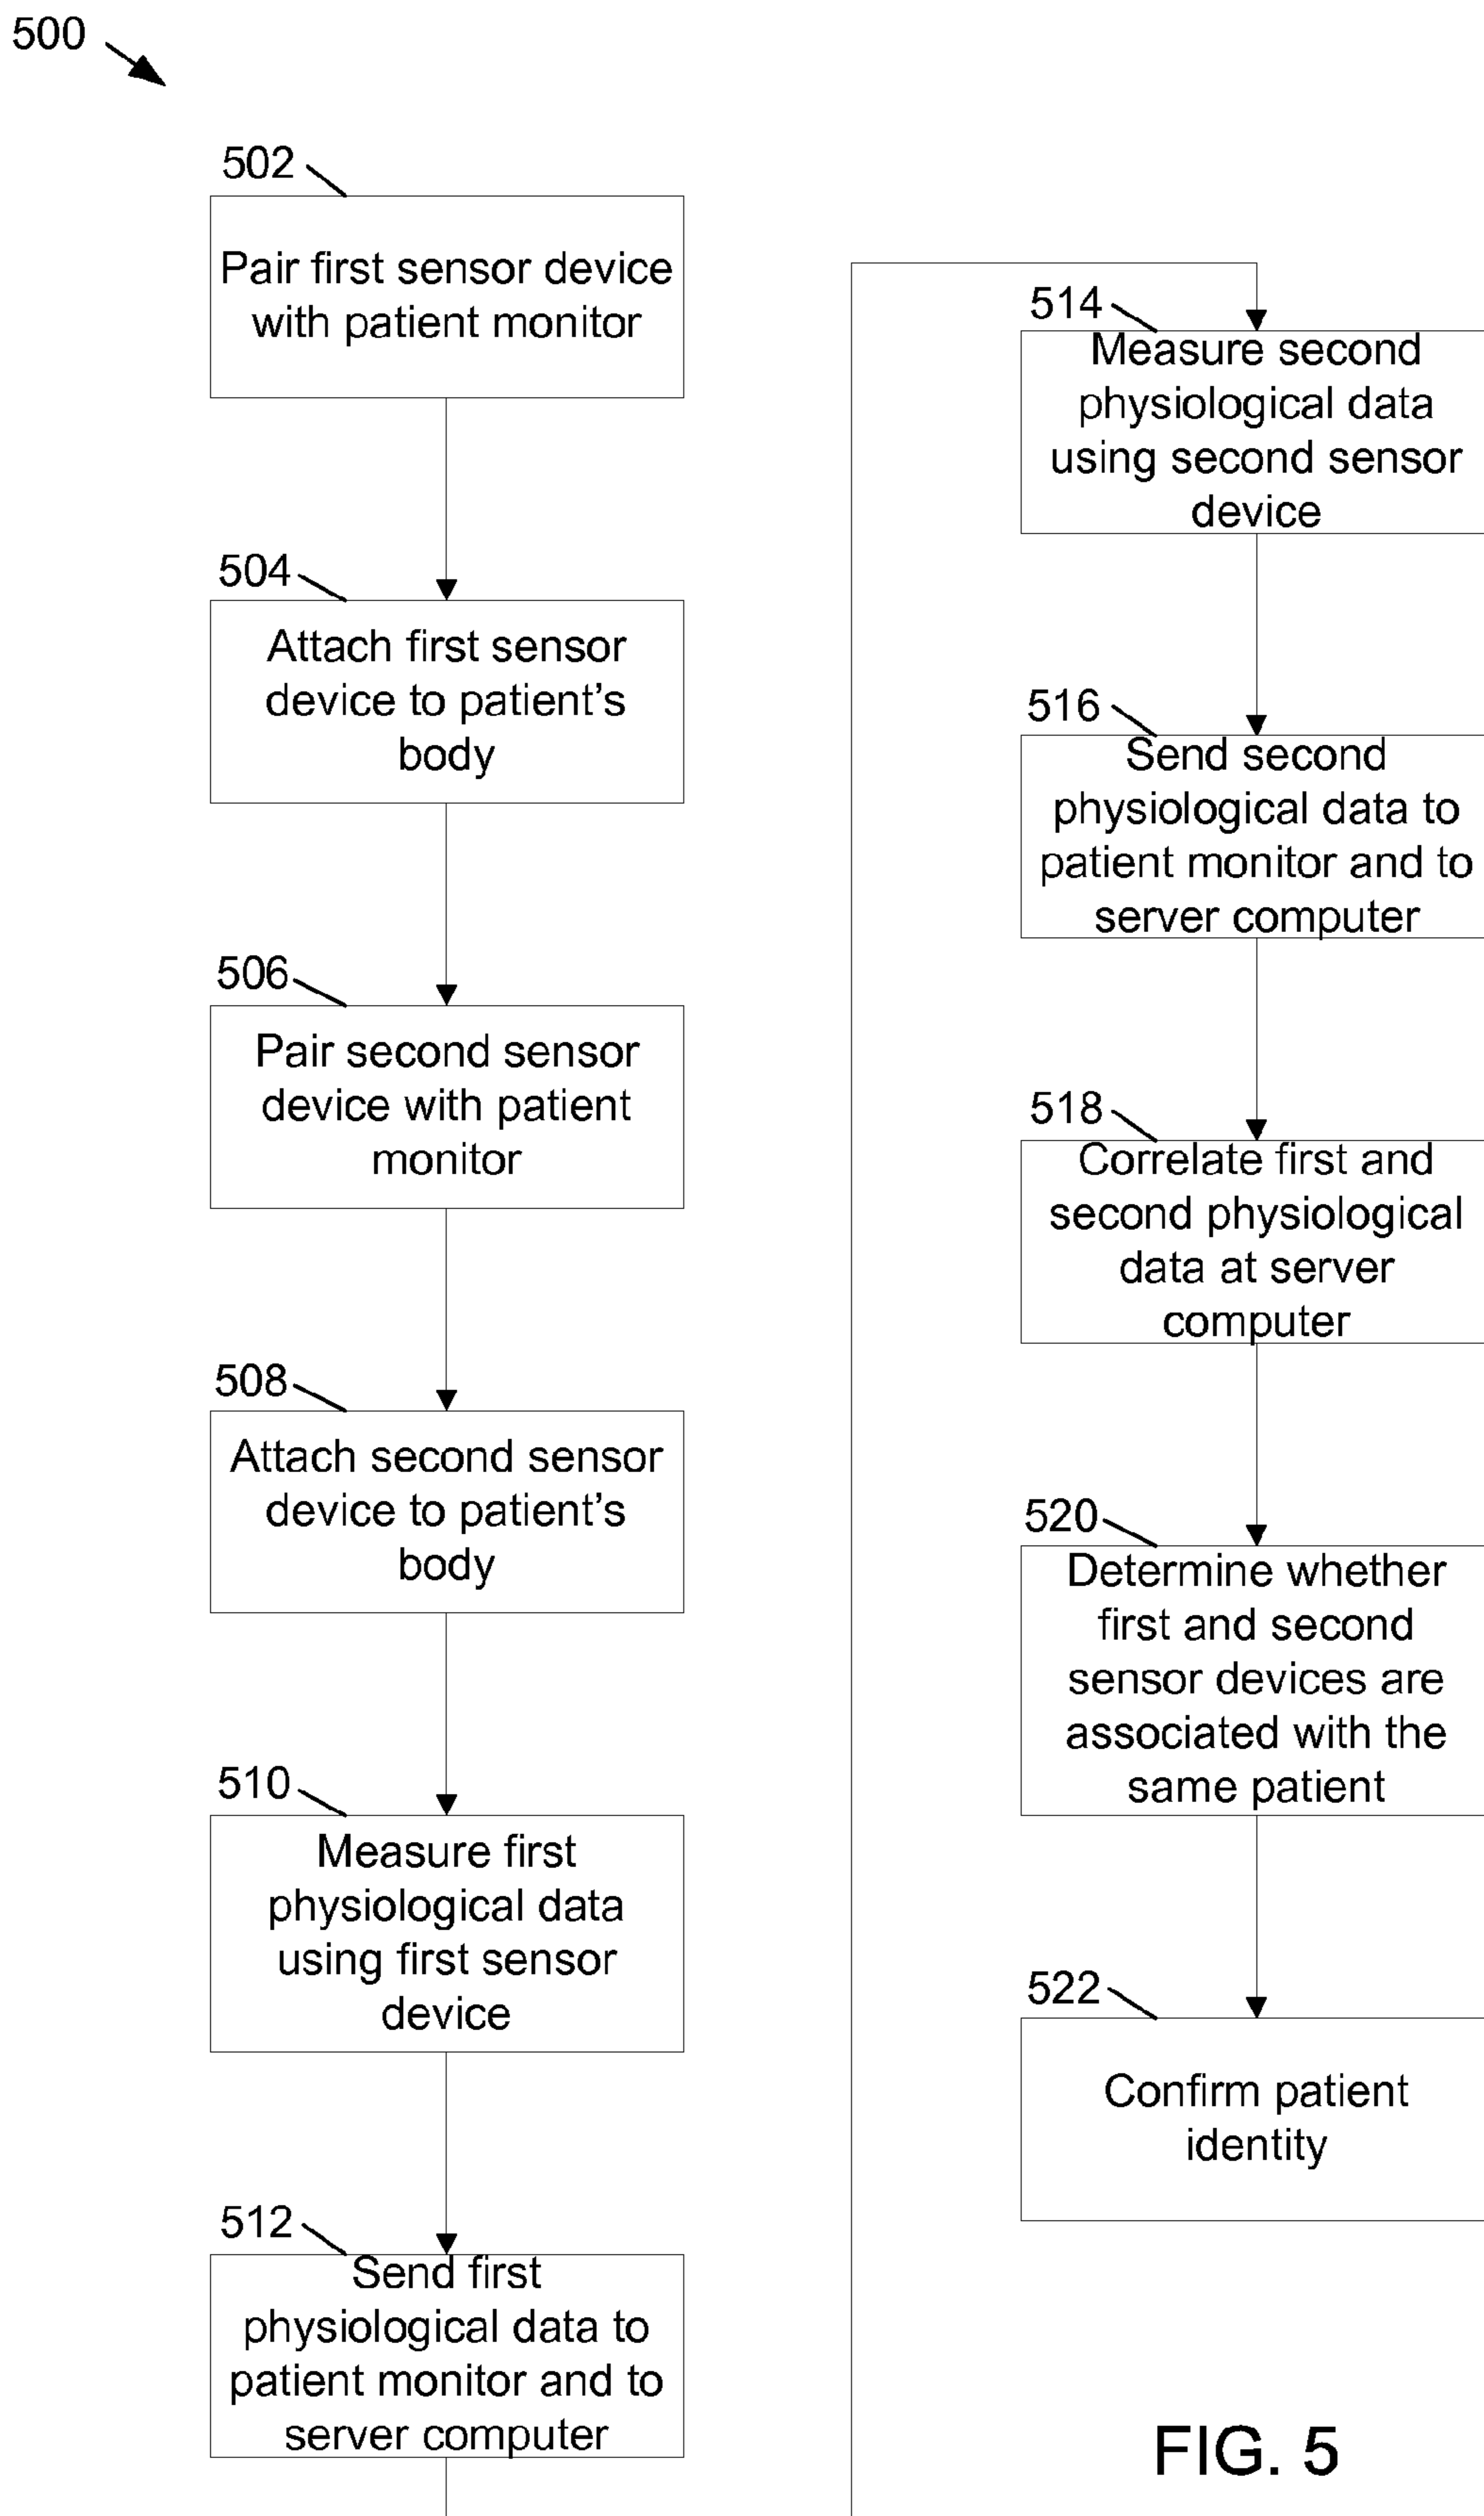 500
502
Pair first sensor device
with patient monitor
504
Attach first sensor
device to patient's
body
506
Pair second sensor
device with patient
monitor
508
Attach second sensor
device to patient's
body
510
Measure first
physiological data
using first sensor
device
512
Send first
physiological data to
patient monitor and to
server computer
514
Measure second
physiological data
using second sensor
device
516
Send second
physiological data to
patient monitor and to
server computer
518
Correlate first and
second physiological
data at server
computer
520
Determine whether
first and second
sensor devices are
associated with the
same patient
522
Confirm patient
identity
FIG. 5